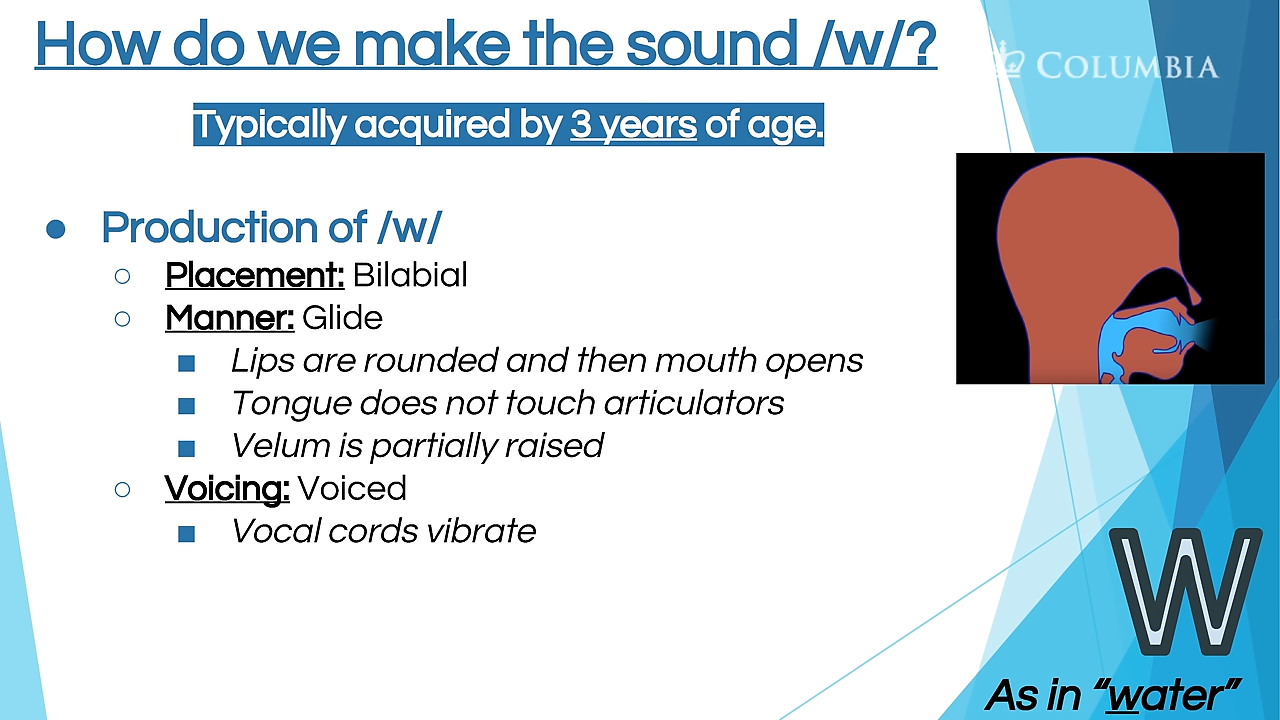 How do we make the sound /w/?
COLUMBIA
Typically acquired by 3 years of age.
● Production of /w/
○ Placement: Bilabial
○ Manner: Glide
■ Lips are rounded and then mouth opens
■ Tongue does not touch articulators
■ Velum is partially raised
○ Voicing: Voiced
■ Vocal cords vibrate
W
As in “water”